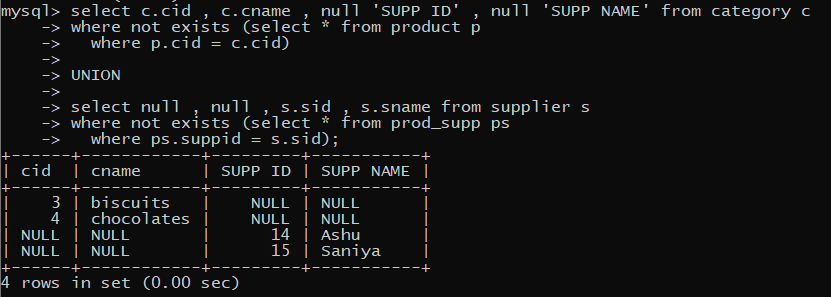 mysql> select c.cid , c.cname , null 'SUPP ID' , null 'SUPP NAME' from category c
    -> where not exists (select * from product p
    ->   where p.cid = c.cid)
    ->
    -> UNION
    ->
    -> select null , null , s.sid , s.sname from supplier s
    -> where not exists (select * from prod_supp ps
    ->   where ps.suppid = s.sid);
+------+------------+---------+-----------+
| cid  | cname      | SUPP ID | SUPP NAME |
+------+------------+---------+-----------+
|    3 | biscuits   |    NULL | NULL      |
|    4 | chocolates |    NULL | NULL      |
| NULL | NULL       |      14 | Ashu      |
| NULL | NULL       |      15 | Saniya    |
+------+------------+---------+-----------+
4 rows in set (0.00 sec)